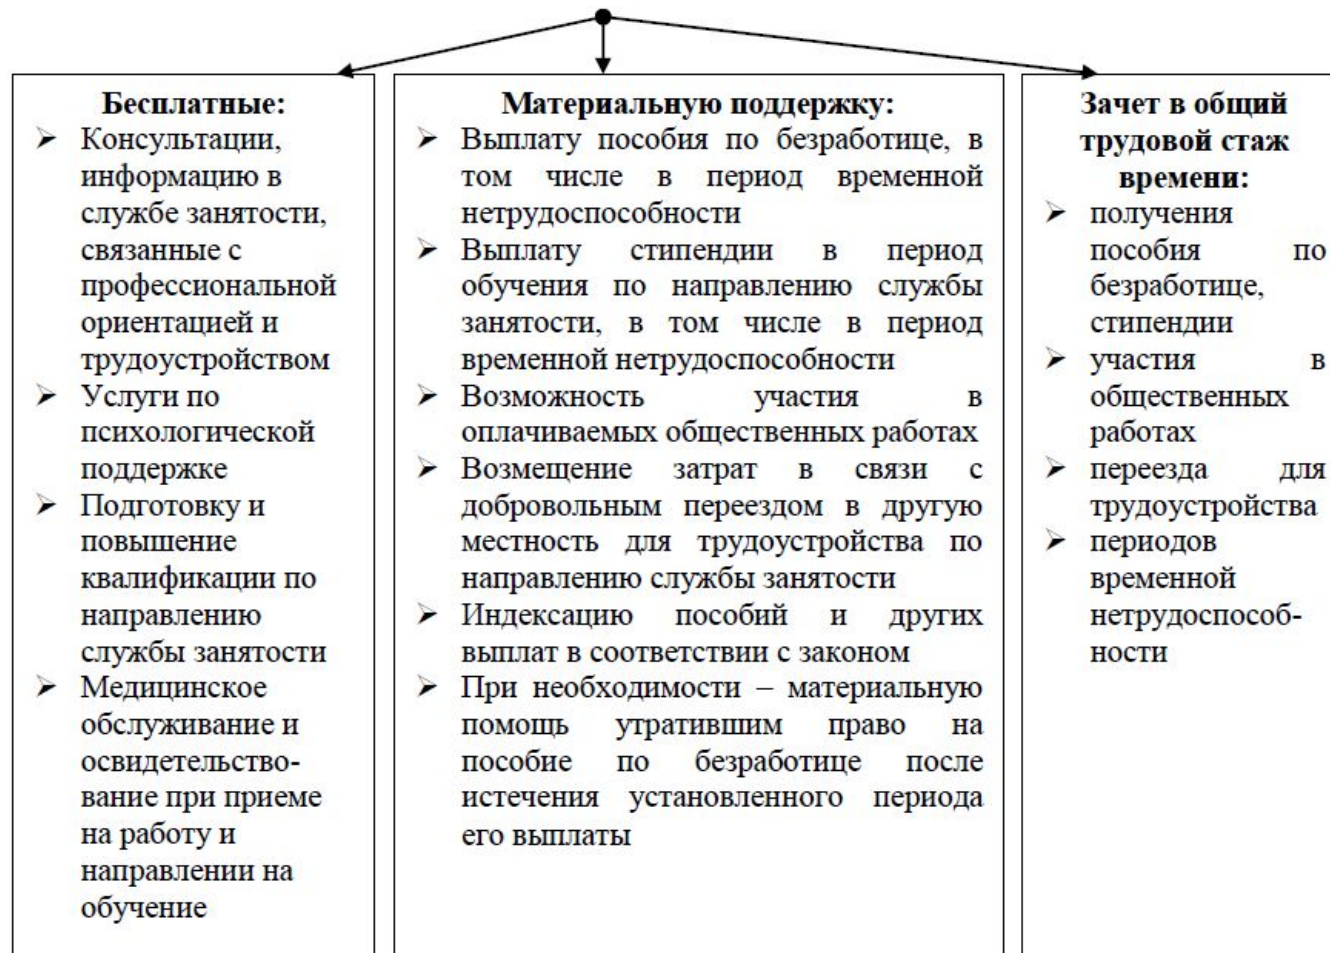 Бесплатные:
➢ Консультации,
информацию в
службе занятости,
связанные с
профессиональной
ориентацией и
трудоустройством
➢ Услуги по
психологической
поддержке
➢ Подготовку и
повышение
квалификации по
направлению
службы занятости
➢ Медицинское
обслуживание и
освидетельство-
вание при приеме
на работу и
направлении на
обучение
Материальную поддержку:
➢ Выплату пособия по безработице, в
том числе в период временной
нетрудоспособности
➢ Выплату стипендии в период
обучения по направлению службы
занятости, в том числе в период
временной нетрудоспособности
➢ Возможность участия в
оплачиваемых общественных работах
➢ Возмещение затрат в связи с
добровольным переездом в другую
местность для трудоустройства по
направлению службы занятости
➢ Индексацию пособий и других
выплат в соответствии с законом
➢ При необходимости – материальную
помощь утратившим право на
пособие по безработице после
истечения установленного периода
его выплаты
Зачет в общий
трудовой стаж
времени:
➢ получения
пособия по
безработице,
стипендии
➢ участия в
общественных
работах
➢ переезда для
трудоустройства
➢ периодов
временной
нетрудоспособ-
ности